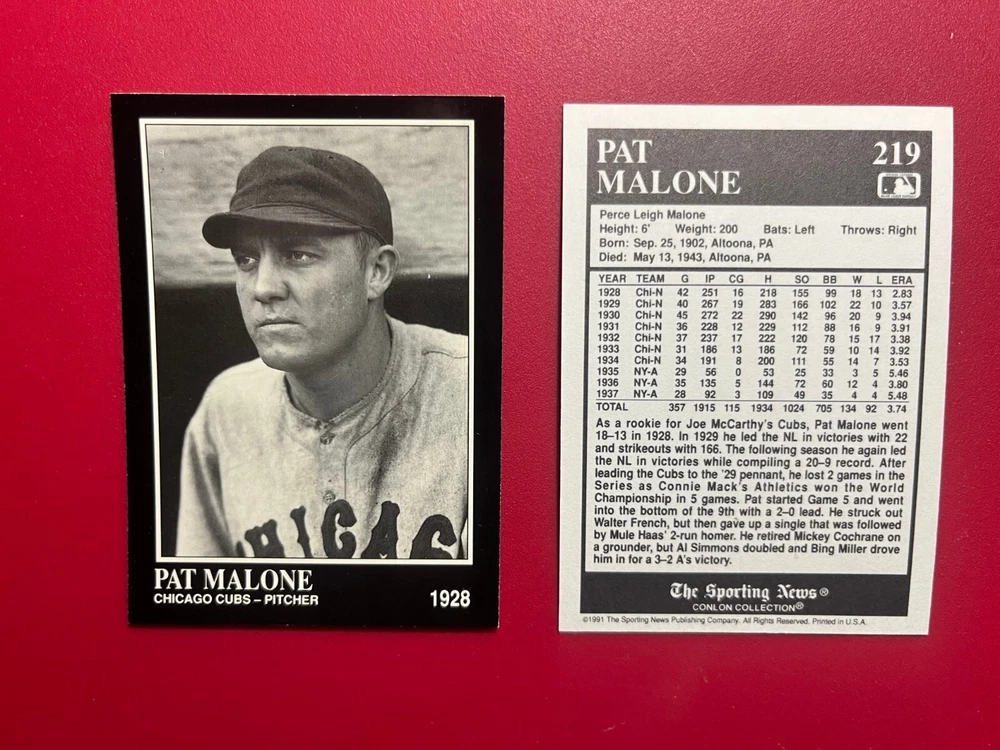 CHICAG
PAT MALONE
CHICAGO CUBS – PITCHER
1928
PAT
MALONE
219
Perce Leigh Malone
Height: 6' Weight: 200 Bats: Left Throws: Right
Born: Sep. 25, 1902, Altoona, PA
Died: May 13, 1943, Altoona, PA
YEAR TEAM G IP CG H SO BB W L ERA
1928 Chi-N 42 251 16 218 155 99 18 13 2.83
1929 Chi-N 40 267 19 283 166 102 22 10 3.57
1930 Chi-N 45 272 22 290 142 96 20 9 3.94
1931 Chi-N 36 228 12 229 112 88 16 9 3.91
1932 Chi-N 37 237 17 222 120 78 15 17 3.38
1933 Chi-N 31 186 13 186 72 59 10 14 3.92
1934 Chi-N 34 191 8 200 111 55 14 7 3.53
1935 NY-A 29 56 0 53 25 33 3 5 5.46
1936 NY-A 35 135 5 144 72 60 12 4 3.80
1937 NY-A 28 92 3 109 49 35 4 4 5.48
TOTAL 357 1915 115 1934 1024 705 134 92 3.74
As a rookie for Joe McCarthy's Cubs, Pat Malone went
18–13 in 1928. In 1929 he led the NL in victories with 22
and strikeouts with 166. The following season he again led
the NL in victories while compiling a 20–9 record. After
leading the Cubs to the '29 pennant, he lost 2 games in the
Series as Connie Mack's Athletics won the World
Championship in 5 games. Pat started Game 5 and went
into the bottom of the 9th with a 2–0 lead. He struck out
Walter French, but then gave up a single that was followed
by Mule Haas' 2-run homer. He retired Mickey Cochrane on
a grounder, but Al Simmons doubled and Bing Miller drove
him in for a 3–2 A's victory.
The Sporting News®
CONLON COLLECTION®
©1991 The Sporting News Publishing Company. All Rights Reserved. Printed in U.S.A.